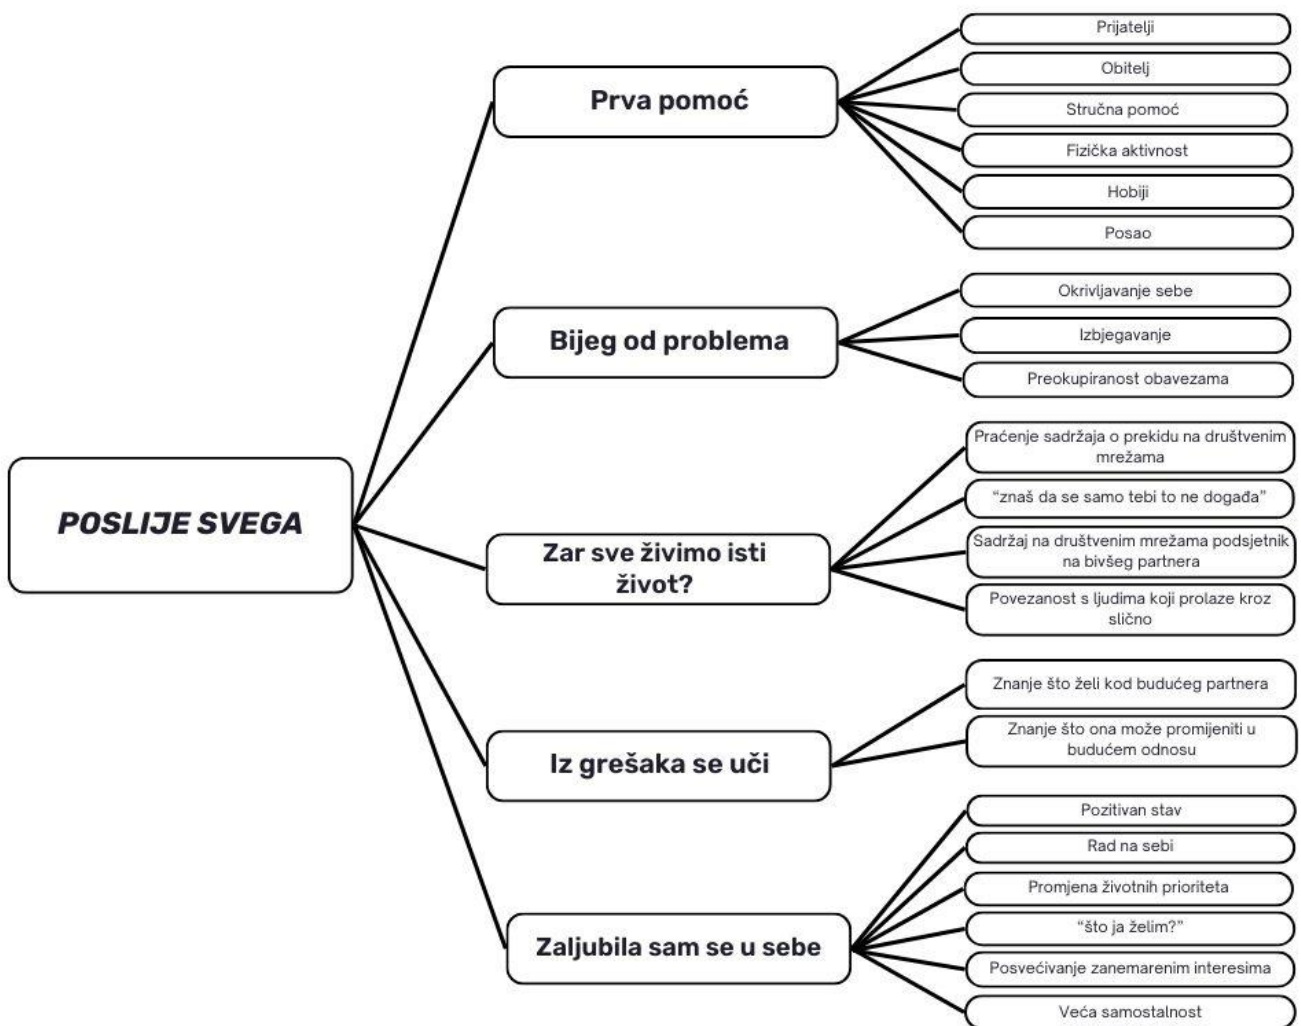 POSLIJE SVEGA
Prva pomoć
Prijatelji
Obitelj
Stručna pomoć
Fizička aktivnost
Hobiji
Posao
Bijeg od problema
Okrivljavanje sebe
Izbjegavanje
Preokupiranost obavezama
Zar sve živimo isti
život?
Praćenje sadržaja o prekidu na društvenim
mrežama
“znaš da se samo tebi to ne događa”
Sadržaj na društvenim mrežama podsjetnik
na bivšeg partnera
Povezanost s ljudima koji prolaze kroz
slično
Iz grešaka se uči
Znanje što želi kod budućeg partnera
Znanje što ona može promijeniti u
budućem odnosu
Zaljubila sam se u sebe
Pozitivan stav
Rad na sebi
Promjena životnih prioriteta
“što ja želim?”
Posvećivanje zanemarenim interesima
Veća samostalnost